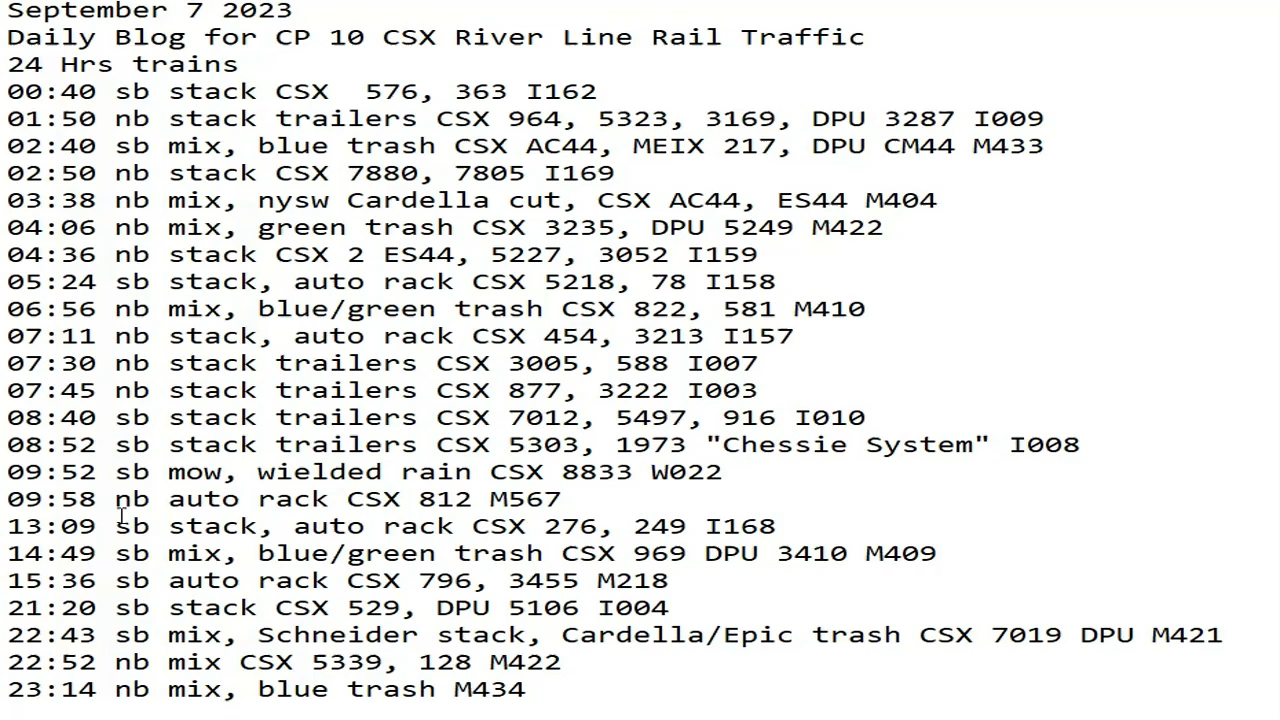 September 7 2023
Daily Blog for CP 10 CSX River Line Rail Traffic
24 Hrs trains
00:40 sb stack CSX  576, 363 I162
01:50 nb stack trailers CSX 964, 5323, 3169, DPU 3287 I009
02:40 sb mix, blue trash CSX AC44, MEIX 217, DPU CM44 M433
02:50 nb stack CSX 7880, 7805 I169
03:38 nb mix, nysw Cardella cut, CSX AC44, ES44 M404
04:06 nb mix, green trash CSX 3235, DPU 5249 M422
04:36 nb stack CSX 2 ES44, 5227, 3052 I159
05:24 sb stack, auto rack CSX 5218, 78 I158
06:56 nb mix, blue/green trash CSX 822, 581 M410
07:11 nb stack, auto rack CSX 454, 3213 I157
07:30 nb stack trailers CSX 3005, 588 I007
07:45 nb stack trailers CSX 877, 3222 I003
08:40 sb stack trailers CSX 7012, 5497, 916 I010
08:52 sb stack trailers CSX 5303, 1973 "Chessie System" I008
09:52 sb mow, wielded rain CSX 8833 W022
09:58 nb auto rack CSX 812 M567
13:09 sb stack, auto rack CSX 276, 249 I168
14:49 sb mix, blue/green trash CSX 969 DPU 3410 M409
15:36 sb auto rack CSX 796, 3455 M218
21:20 sb stack CSX 529, DPU 5106 I004
22:43 sb mix, Schneider stack, Cardella/Epic trash CSX 7019 DPU M421
22:52 nb mix CSX 5339, 128 M422
23:14 nb mix, blue trash M434